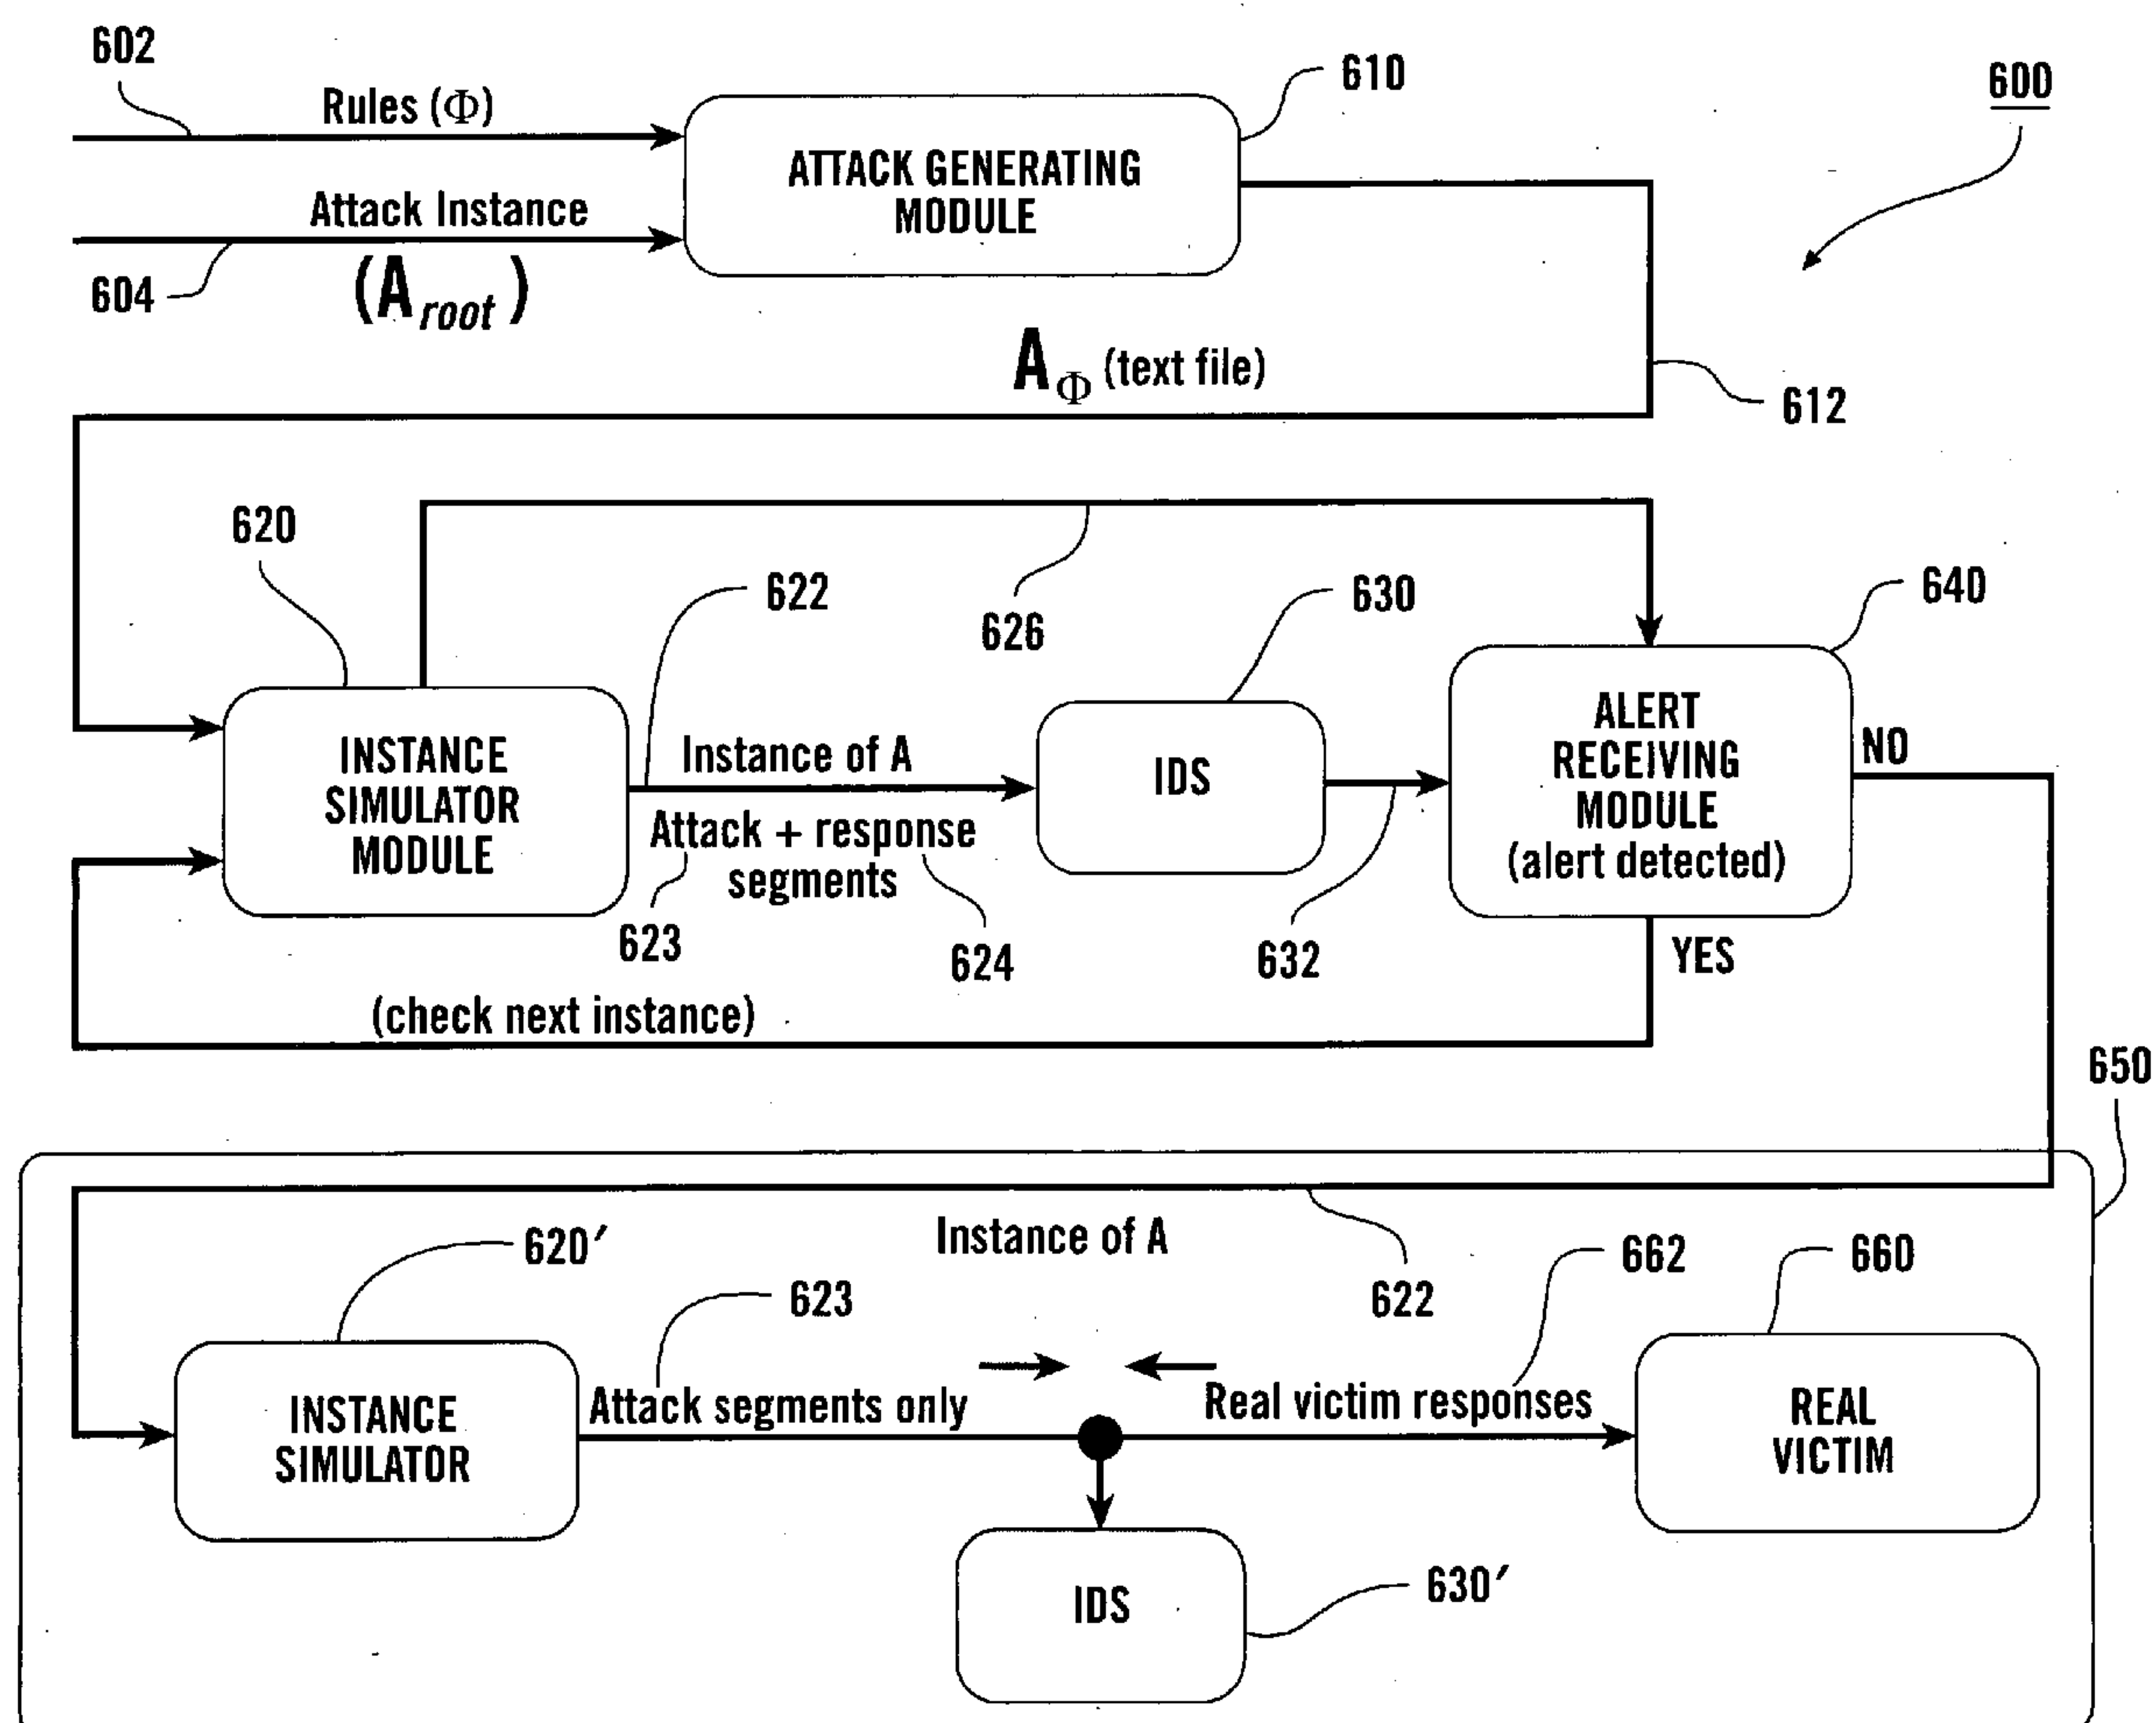 602
Rules (Φ)
610
600
ATTACK GENERATING
MODULE
Attack Instance
604
(A root )
A Φ (text file)
612
620
622
626
630
640
INSTANCE
SIMULATOR
MODULE
Instance of A
Attack + response
segments
623
624
IDS
632
ALERT
RECEIVING
MODULE
(alert detected)
NO
YES
(check next instance)
650
Instance of A
622
620′
623
662
660
INSTANCE
SIMULATOR
Attack segments only
Real victim responses
REAL
VICTIM
IDS
630′